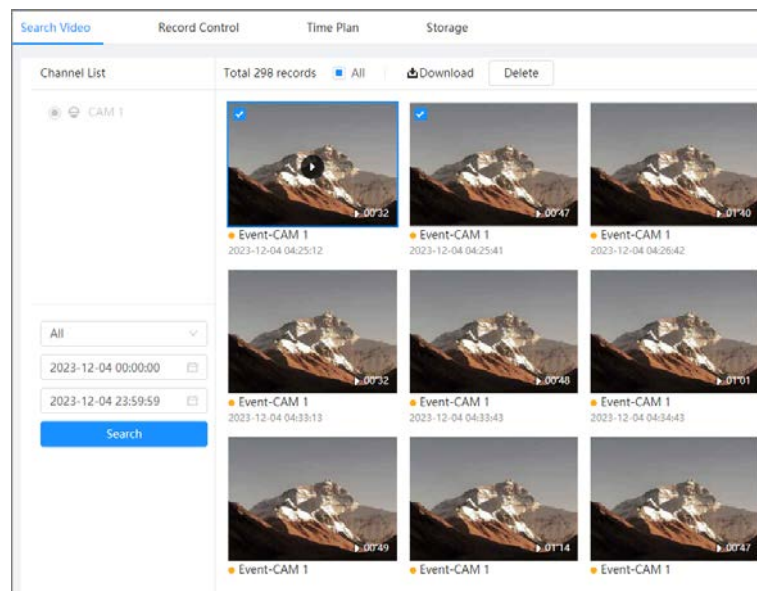 Search Video Record Control Time Plan Storage
Channel List
CAM 1
All
2023-12-04 00:00:00
2023-12-04 23:59:59
Search
Total 298 records All Download Delete
00'32 00'47 01'40
Event-CAM 1 Event-CAM 1 Event-CAM 1
2023-12-04 04:25:12 2023-12-04 04:25:41 2023-12-04 04:26:42
00'32 00'48 01'01
Event-CAM 1 Event-CAM 1 Event-CAM 1
2023-12-04 04:33:13 2023-12-04 04:33:43 2023-12-04 04:34:43
00'49 01'14 00'47
Event-CAM 1 Event-CAM 1 Event-CAM 1